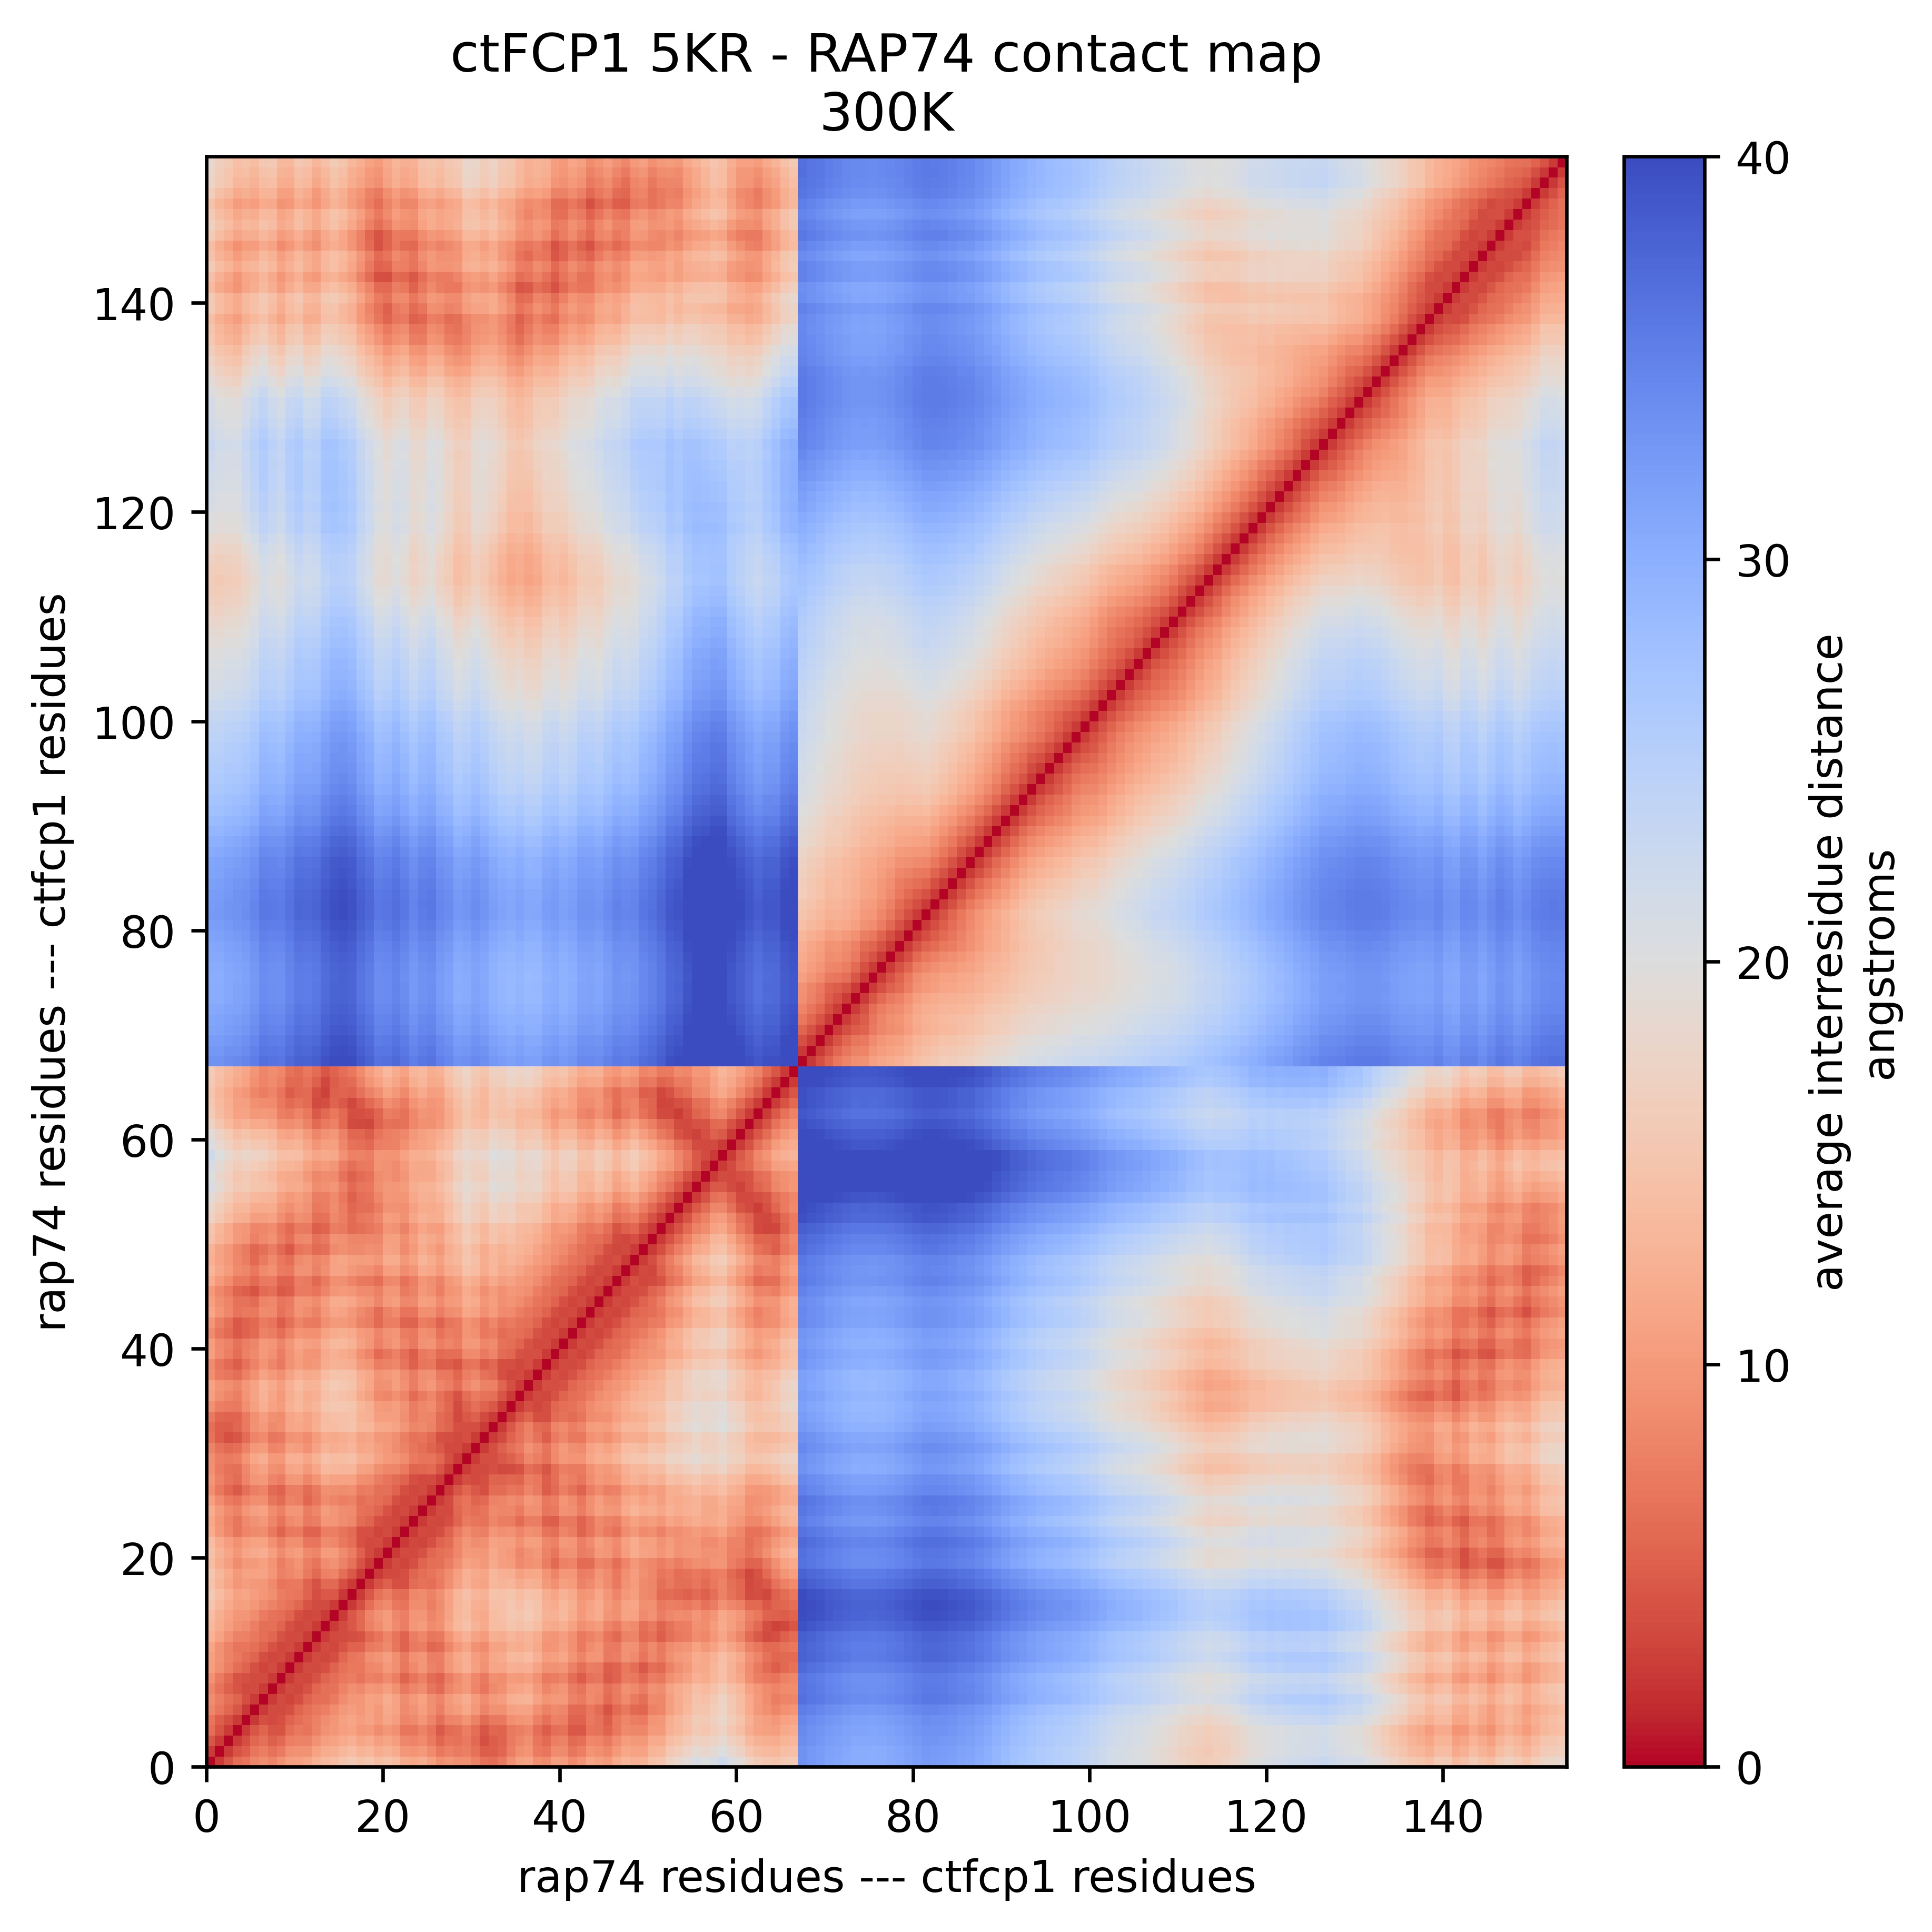 ctFCP1 5KR - RAP74 contact map
300K
rap74 residues --- ctfcp1 residues
140
120
100
80
60
40
20
0
0 20 40 60 80 100 120 140
rap74 residues --- ctfcp1 residues
40
30
20
10
0
average interresidue distance
angstroms